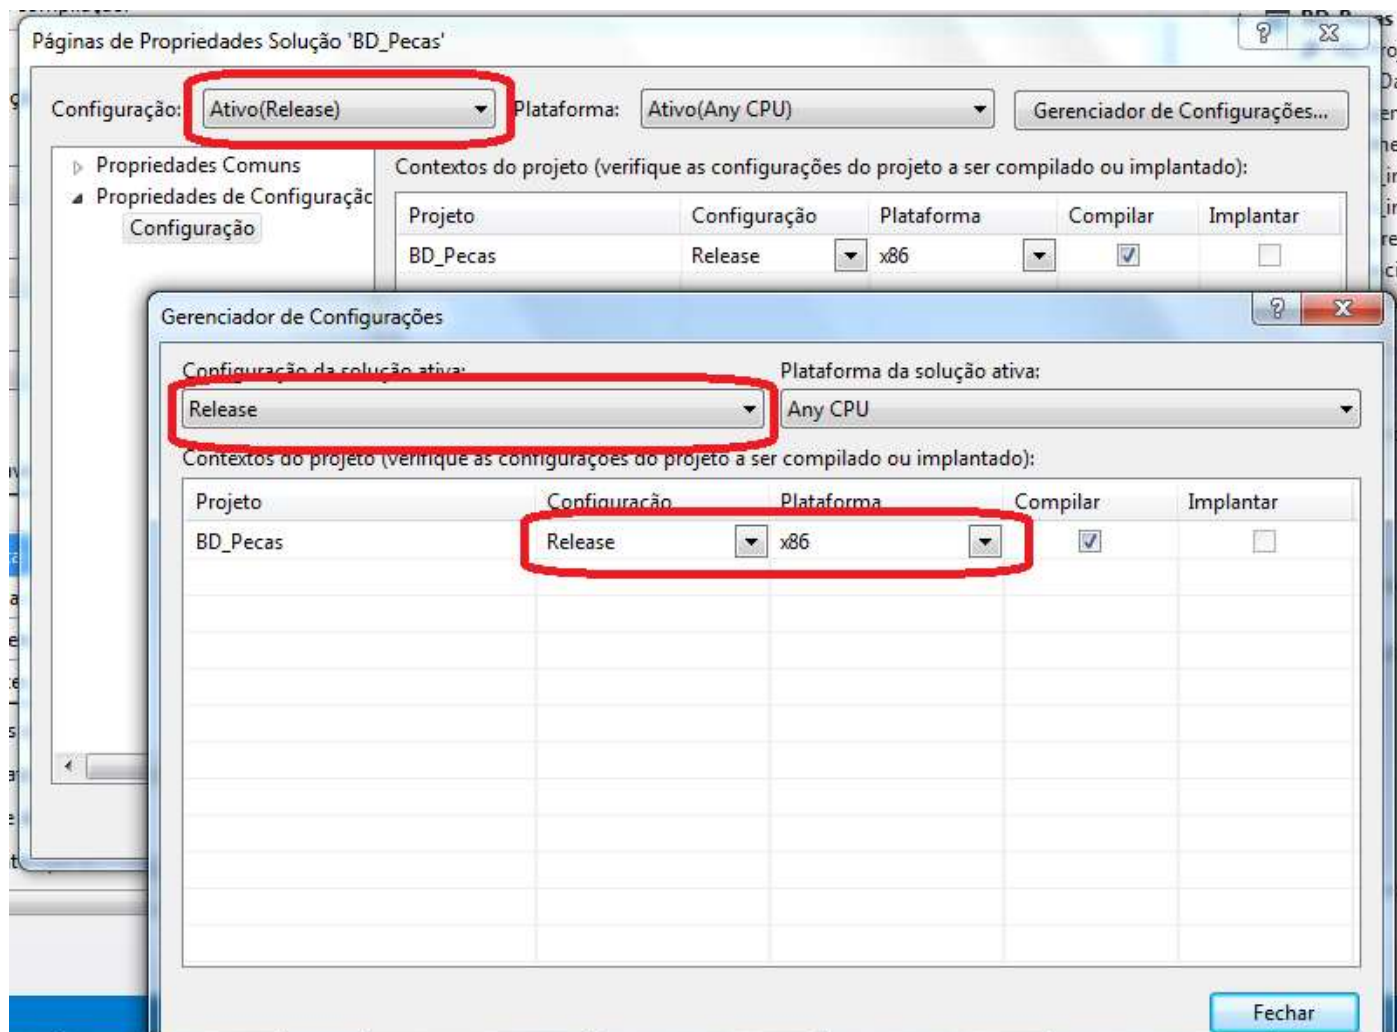 Páginas de Propriedades Solução 'BD_Pecas'
Configuração: Ativo(Release) Plataforma: Ativo(Any CPU) Gerenciador de Configurações...
Propriedades Comuns
Propriedades de Configuraçãc
Configuração
Contextos do projeto (verifique as configurações do projeto a ser compilado ou implantado):
Projeto Configuração Plataforma Compilar Implantar
BD_Pecas Release x86
Gerenciador de Configurações
Configuração da solução ativa: Plataforma da solução ativa:
Release Any CPU
Contextos do projeto (verifique as configurações do projeto a ser compilado ou implantado):
Projeto Configuração Plataforma Compilar Implantar
BD_Pecas Release x86
Fechar